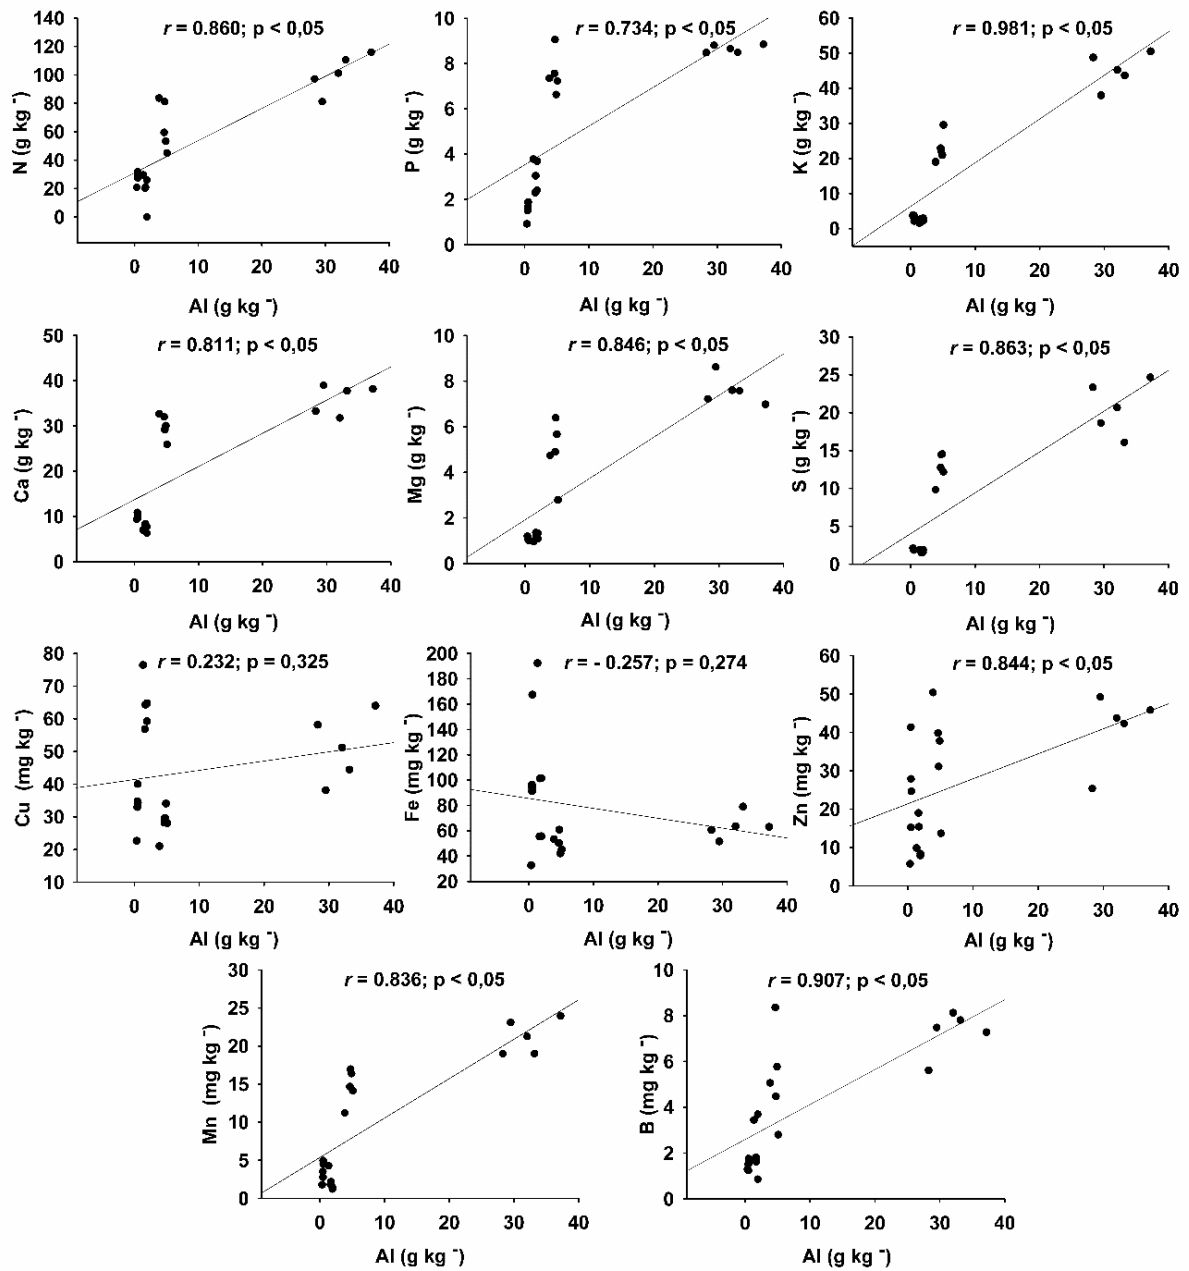 r = 0.860; p < 0,05
N (g kg ⁻)
140
120
100
80
60
40
20
0
0 10 20 30 40
Al (g kg ⁻)
r = 0.734; p < 0,05
P (g kg ⁻)
10
8
6
4
2
0
0 10 20 30 40
Al (g kg ⁻)
r = 0.981; p < 0,05
K (g kg ⁻)
60
50
40
30
20
10
0
0 10 20 30 40
Al (g kg ⁻)
r = 0.811; p < 0,05
Ca (g kg ⁻)
50
40
30
20
10
0
0 10 20 30 40
Al (g kg ⁻)
r = 0.846; p < 0,05
Mg (g kg ⁻)
10
8
6
4
2
0
0 10 20 30 40
Al (g kg ⁻)
r = 0.863; p < 0,05
S (g kg ⁻)
30
25
20
15
10
5
0
0 10 20 30 40
Al (g kg ⁻)
r = 0.232; p = 0,325
Cu (mg kg ⁻)
80
70
60
50
40
30
20
10
0 10 20 30 40
Al (g kg ⁻)
r = - 0.257; p = 0,274
Fe (mg kg ⁻)
200
180
160
140
120
100
80
60
40
20
0 10 20 30 40
Al (g kg ⁻)
r = 0.844; p < 0,05
Zn (mg kg ⁻)
60
50
40
30
20
10
0
0 10 20 30 40
Al (g kg ⁻)
r = 0.836; p < 0,05
Mn (mg kg ⁻)
30
25
20
15
10
5
0
0 10 20 30 40
Al (g kg ⁻)
r = 0.907; p < 0,05
B (mg kg ⁻)
10
8
6
4
2
0
0 10 20 30 40
Al (g kg ⁻)